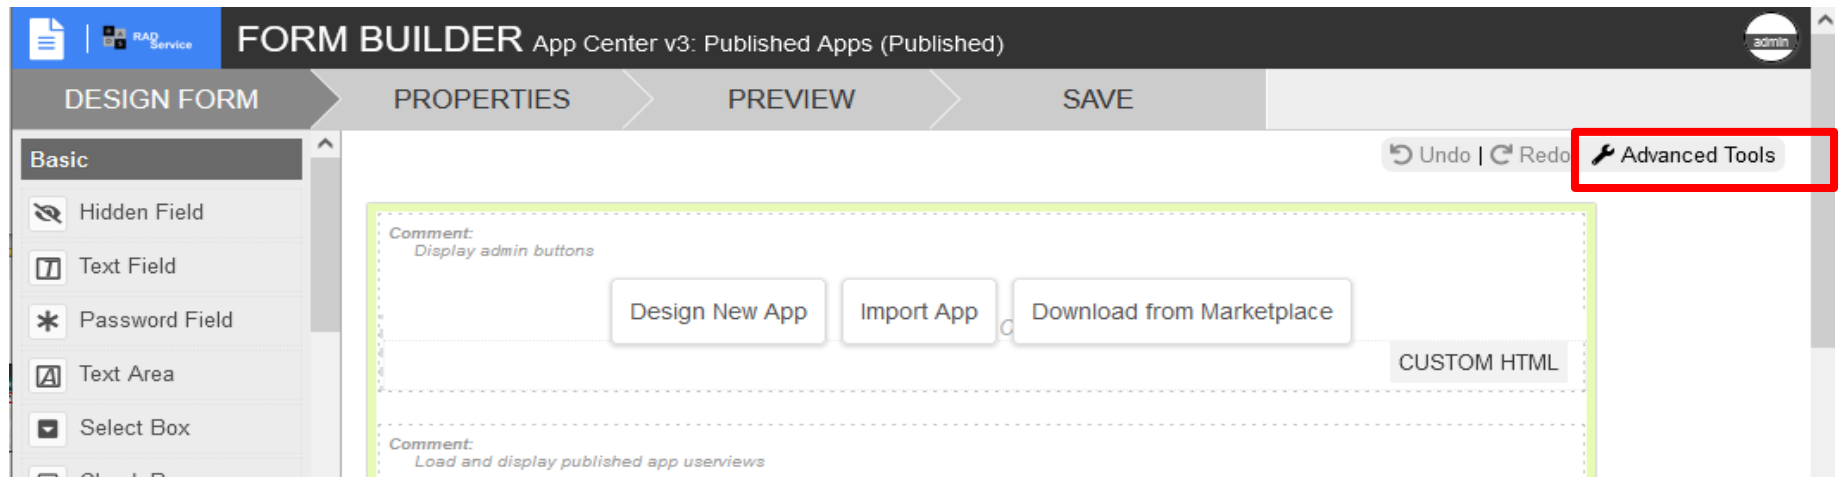 RAD Service
FORM BUILDER App Center v3: Published Apps (Published)
admin
DESIGN FORM
PROPERTIES
PREVIEW
SAVE
Undo | Redo
Advanced Tools
Basic
Hidden Field
Text Field
Password Field
Text Area
Select Box
Comment:
Display admin buttons
Design New App
Import App
Download from Marketplace
CUSTOM HTML
Comment:
Load and display published app userviews